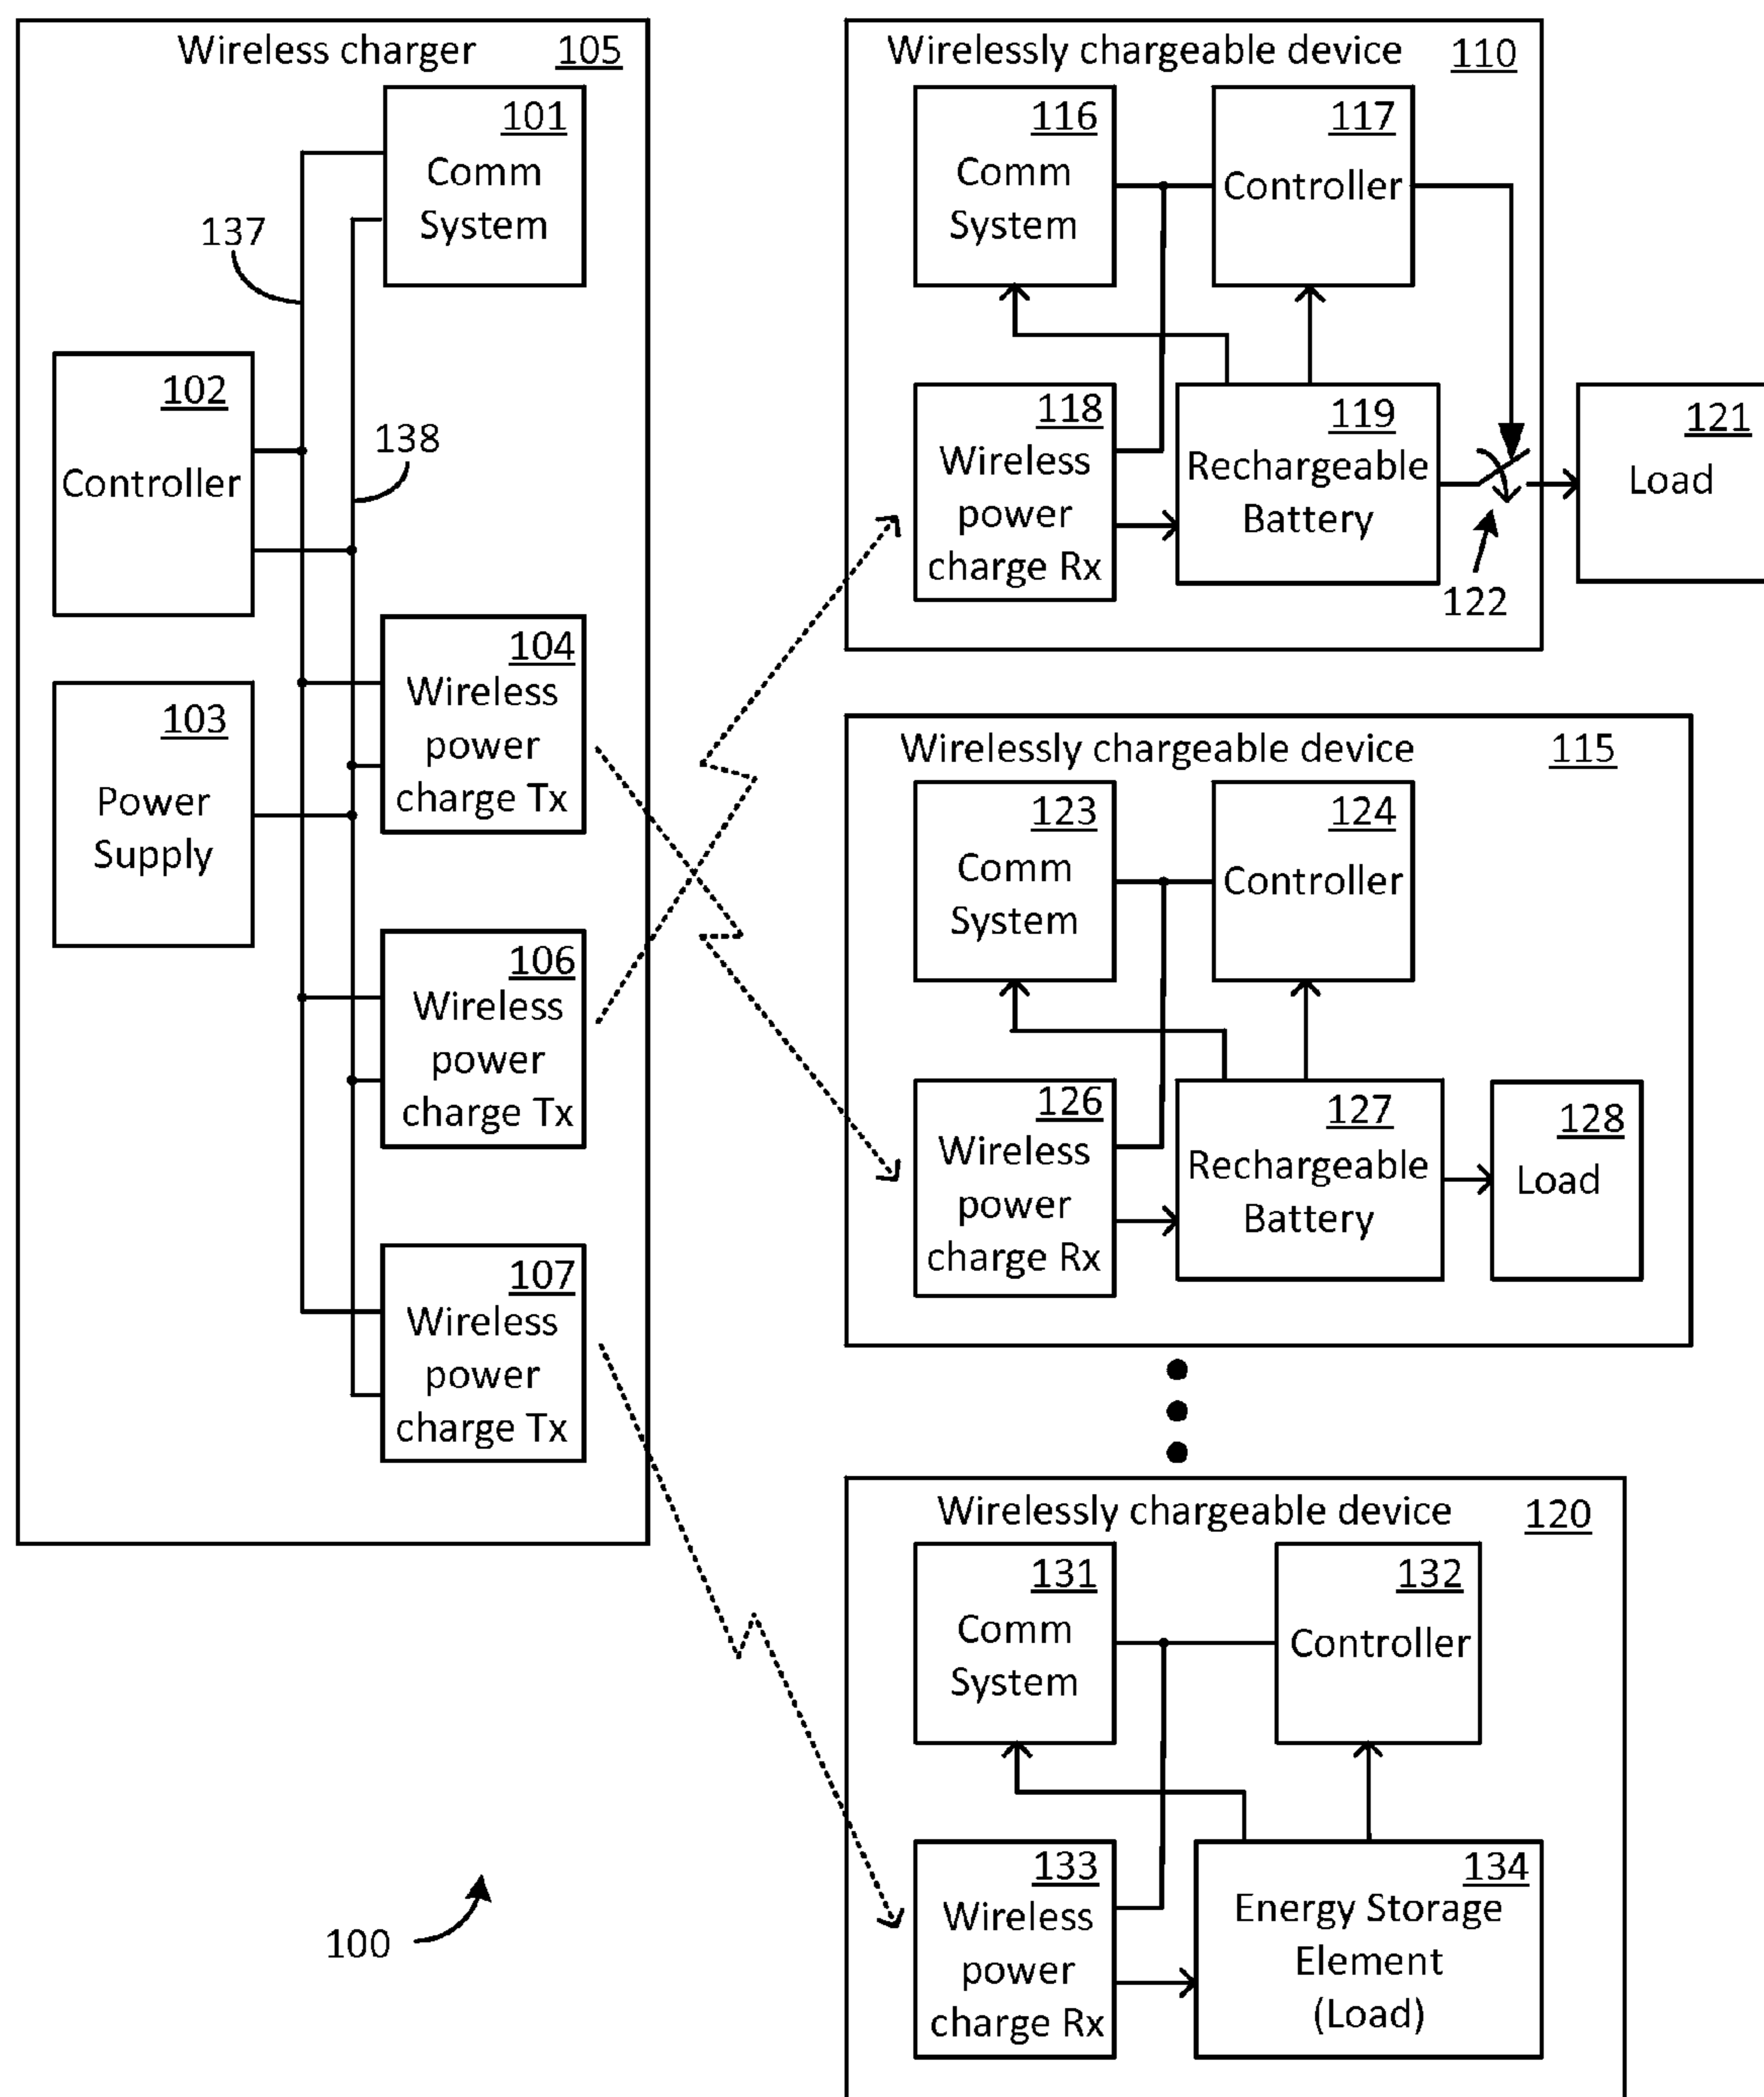 Wireless charger 105
101
Comm
System
137
102
Controller
138
104
Wireless
power
charge Tx
103
Power
Supply
106
Wireless
power
charge Tx
107
Wireless
power
charge Tx
100
Wirelessly chargeable device 110
116
Comm
System
117
Controller
118
Wireless
power
charge Rx
119
Rechargeable
Battery
122
121
Load
Wirelessly chargeable device 115
123
Comm
System
124
Controller
126
Wireless
power
charge Rx
127
Rechargeable
Battery
128
Load
Wirelessly chargeable device 120
131
Comm
System
132
Controller
133
Wireless
power
charge Rx
134
Energy Storage
Element
(Load)